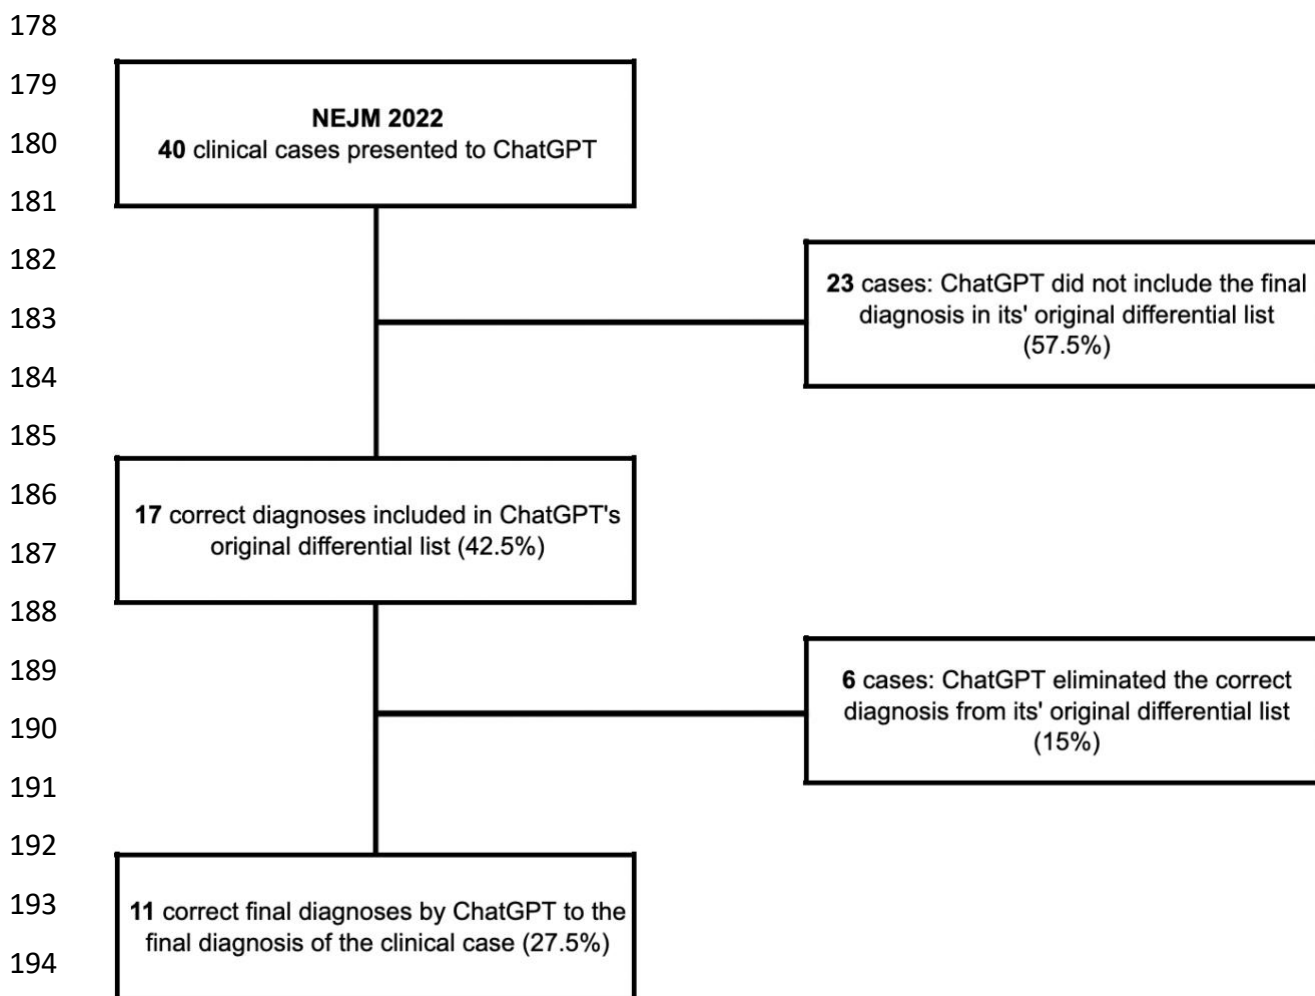 178
179
NEJM 2022
180
40 clinical cases presented to ChatGPT
181
182
23 cases: ChatGPT did not include the final
183
diagnosis in its' original differential list
(57.5%)
184
185
186
17 correct diagnoses included in ChatGPT's
187
original differential list (42.5%)
188
189
6 cases: ChatGPT eliminated the correct
190
diagnosis from its' original differential list
(15%)
191
192
193
11 correct final diagnoses by ChatGPT to the
final diagnosis of the clinical case (27.5%)
194